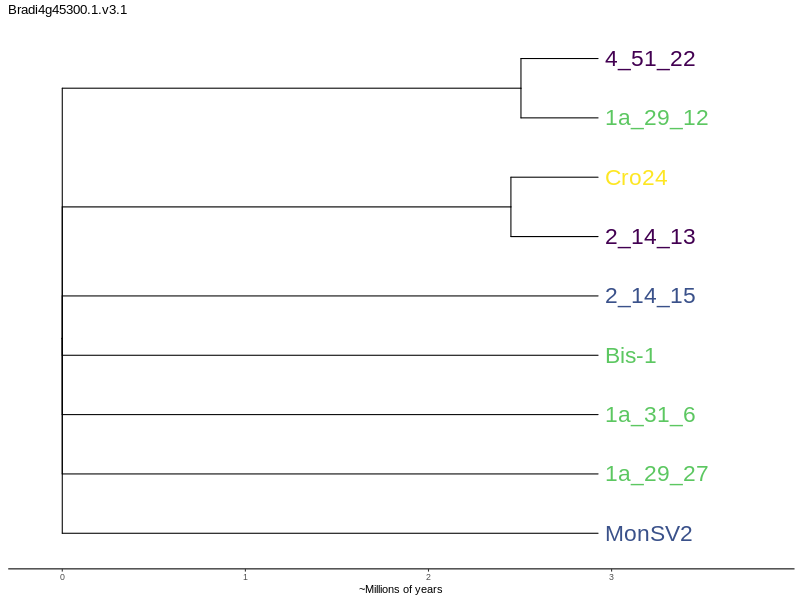 Bradi4g45300.1.v3.1
4_51_22
1a_29_12
Cro24
2_14_13
2_14_15
Bis-1
1a_31_6
1a_29_27
MonSV2
0 1 2 3
~Millions of years